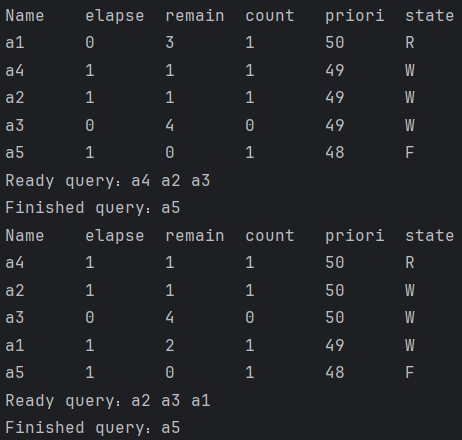 Name elapse remain count priori state
a1 0 3 1 50 R
a4 1 1 1 49 W
a2 1 1 1 49 W
a3 0 4 0 49 W
a5 1 0 1 48 F
Ready query：a4 a2 a3
Finished query：a5
Name elapse remain count priori state
a4 1 1 1 50 R
a2 1 1 1 50 W
a3 0 4 0 50 W
a1 1 2 1 49 W
a5 1 0 1 48 F
Ready query：a2 a3 a1
Finished query：a5